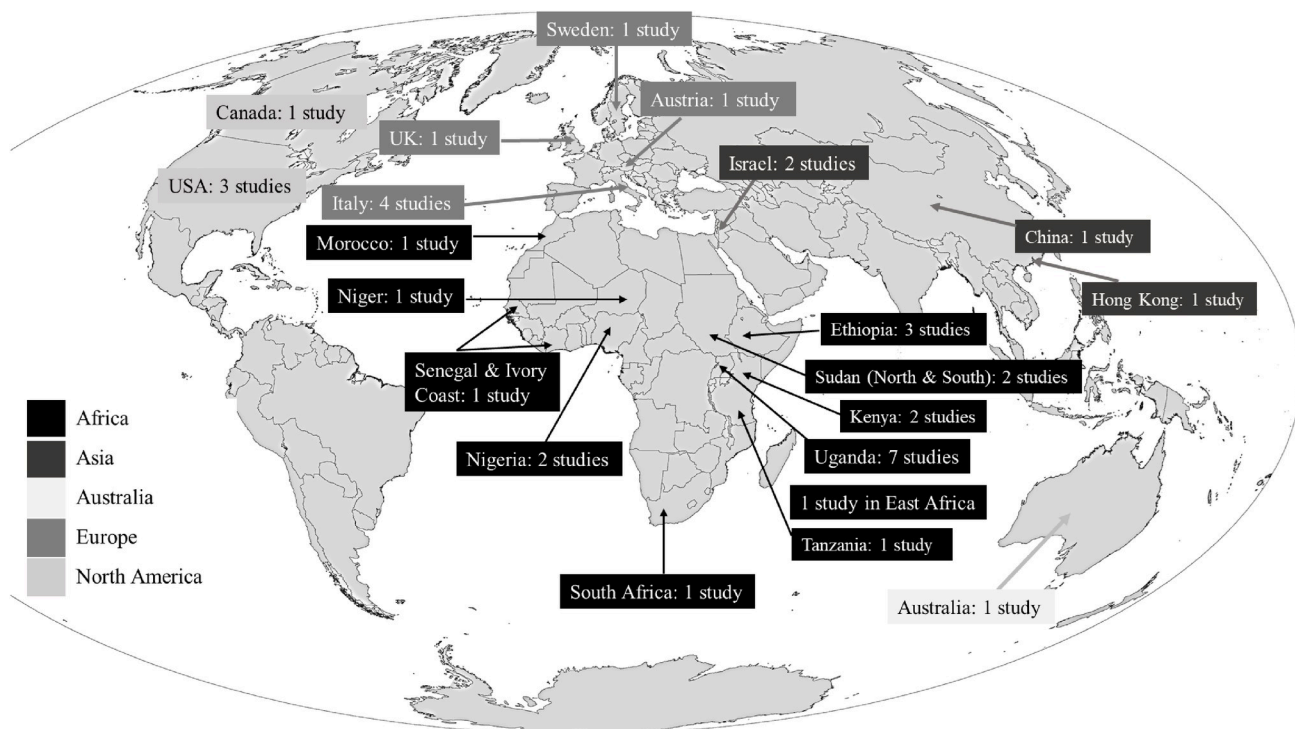 Sweden: 1 study
Austria: 1 study
Canada: 1 study
UK: 1 study
Israel: 2 studies
USA: 3 studies
Italy: 4 studies
Morocco: 1 study
China: 1 study
Niger: 1 study
Hong Kong: 1 study
Ethiopia: 3 studies
Senegal & Ivory
Coast: 1 study
Sudan (North & South): 2 studies
Kenya: 2 studies
Nigeria: 2 studies
Uganda: 7 studies
1 study in East Africa
Tanzania: 1 study
South Africa: 1 study
Australia: 1 study
Africa
Asia
Australia
Europe
North America